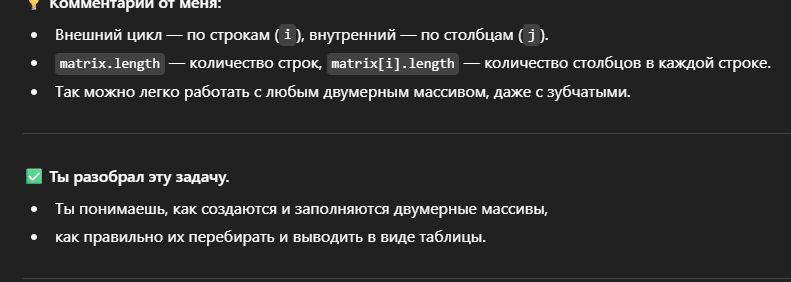 Комментарий от меня:
Внешний цикл — по строкам (i), внутренний — по столбцам (j).
matrix.length — количество строк, matrix[i].length — количество столбцов в каждой строке.
Так можно легко работать с любым двумерным массивом, даже с зубчатыми.
Ты разобрал эту задачу.
Ты понимаешь, как создаются и заполняются двумерные массивы,
как правильно их перебирать и выводить в виде таблицы.